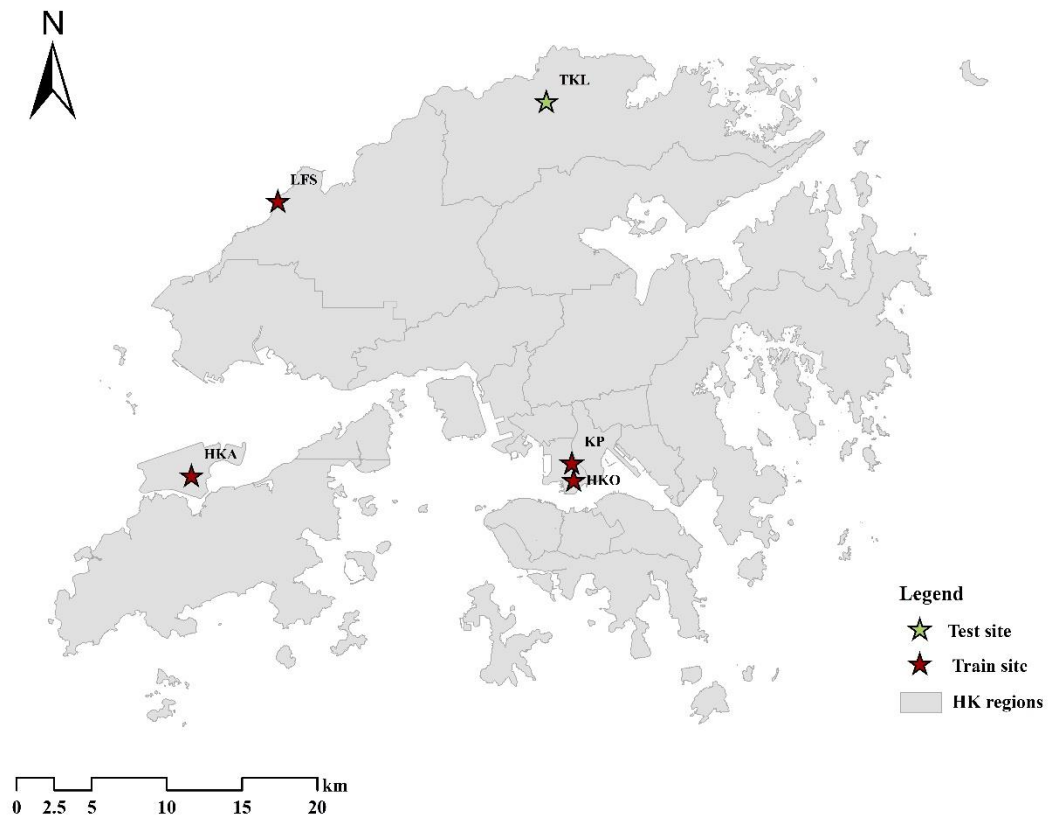 N
TKL
LFS
KP
HKA
HKO
Legend
Test site
Train site
HK regions
km
0 2.5 5 10 15 20